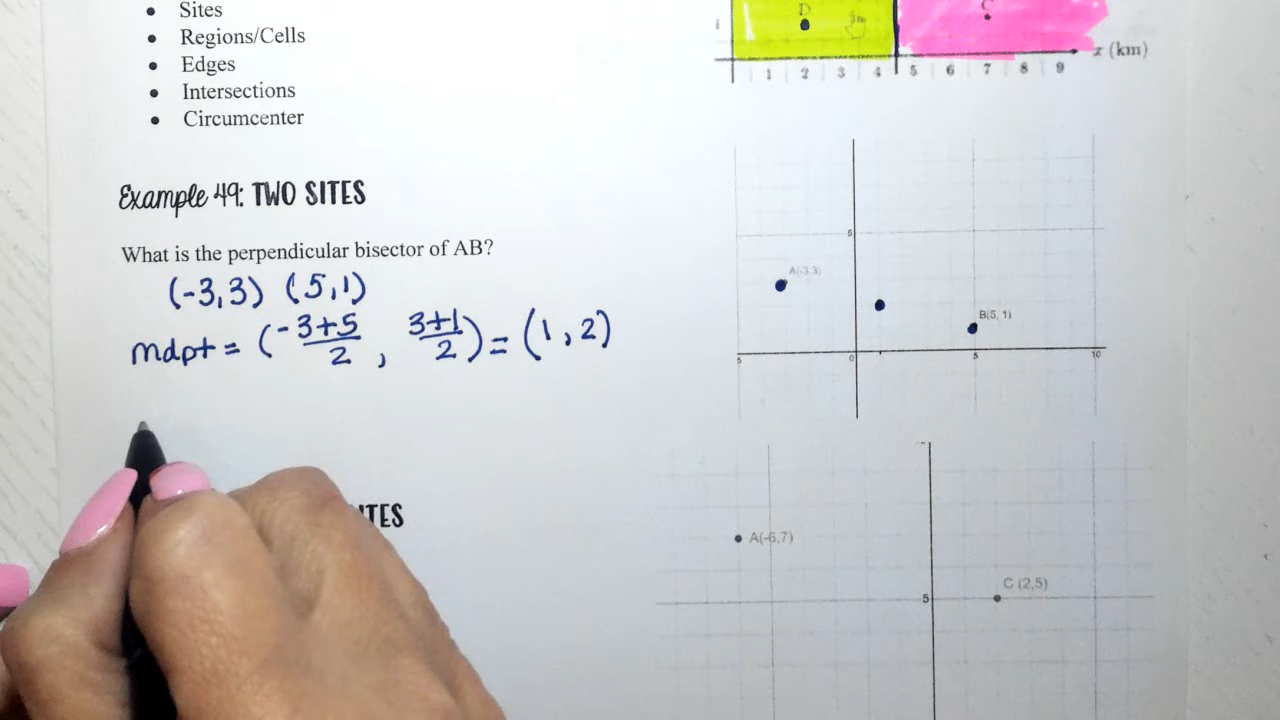 • Sites
• Regions/Cells
• Edges
• Intersections
• Circumcenter
D
C
x (km)
1 2 3 4 5 6 7 8 9
Example 49: TWO SITES
What is the perpendicular bisector of AB?
(-3,3) (5,1)
mdpt = (-3+5/2, 3+1/2) = (1,2)
5
A(-3,3)
B(5, 1)
5 0 5 10
ITES
A(-6,7)
C (2,5)
5